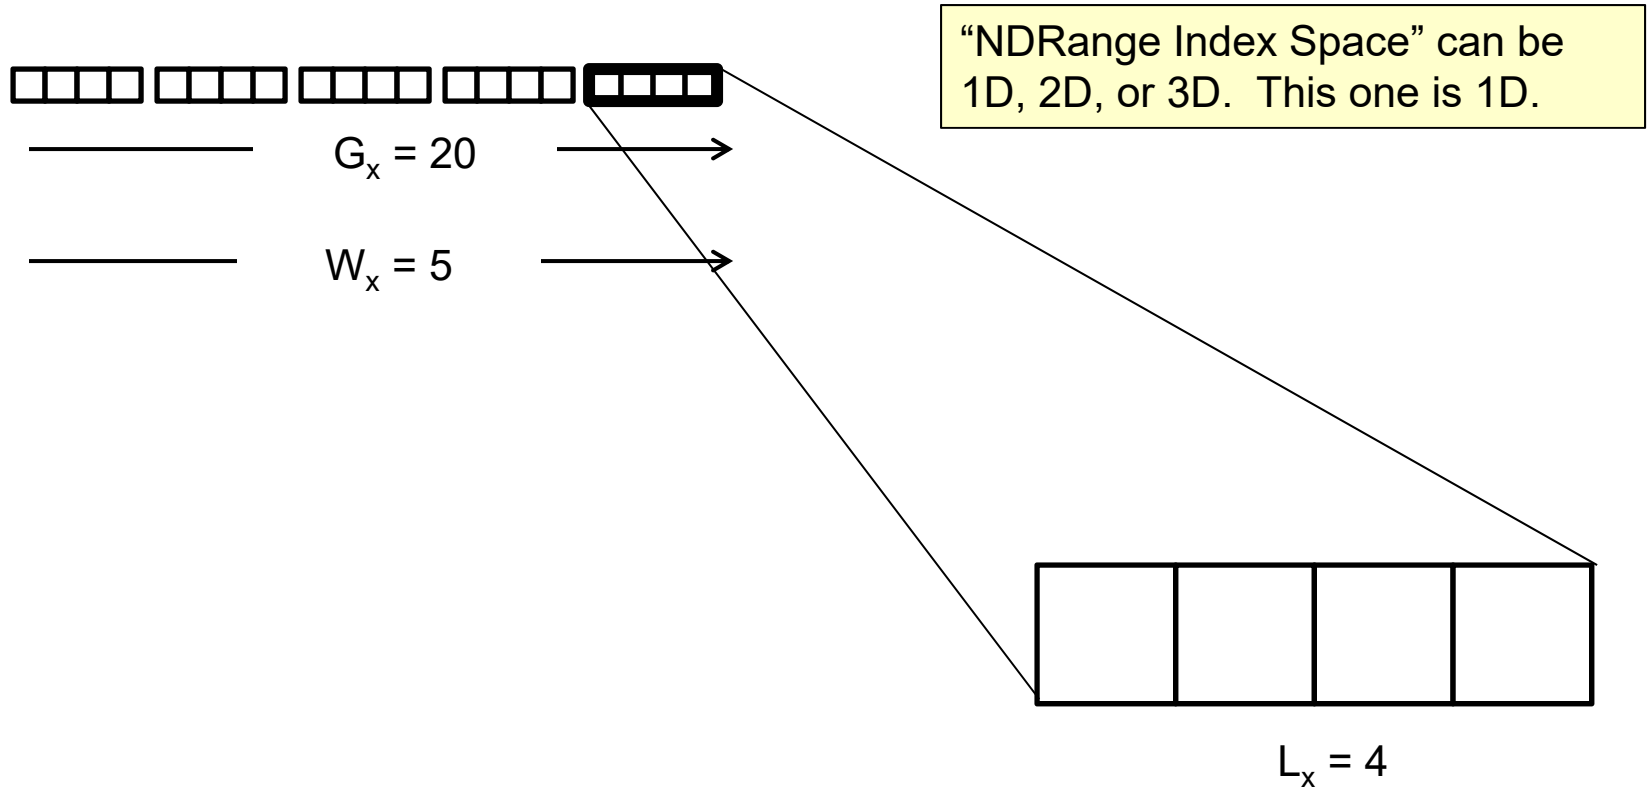 “NDRange Index Space” can be
1D, 2D, or 3D.  This one is 1D.
Gx = 20
Wx = 5
Lx = 4